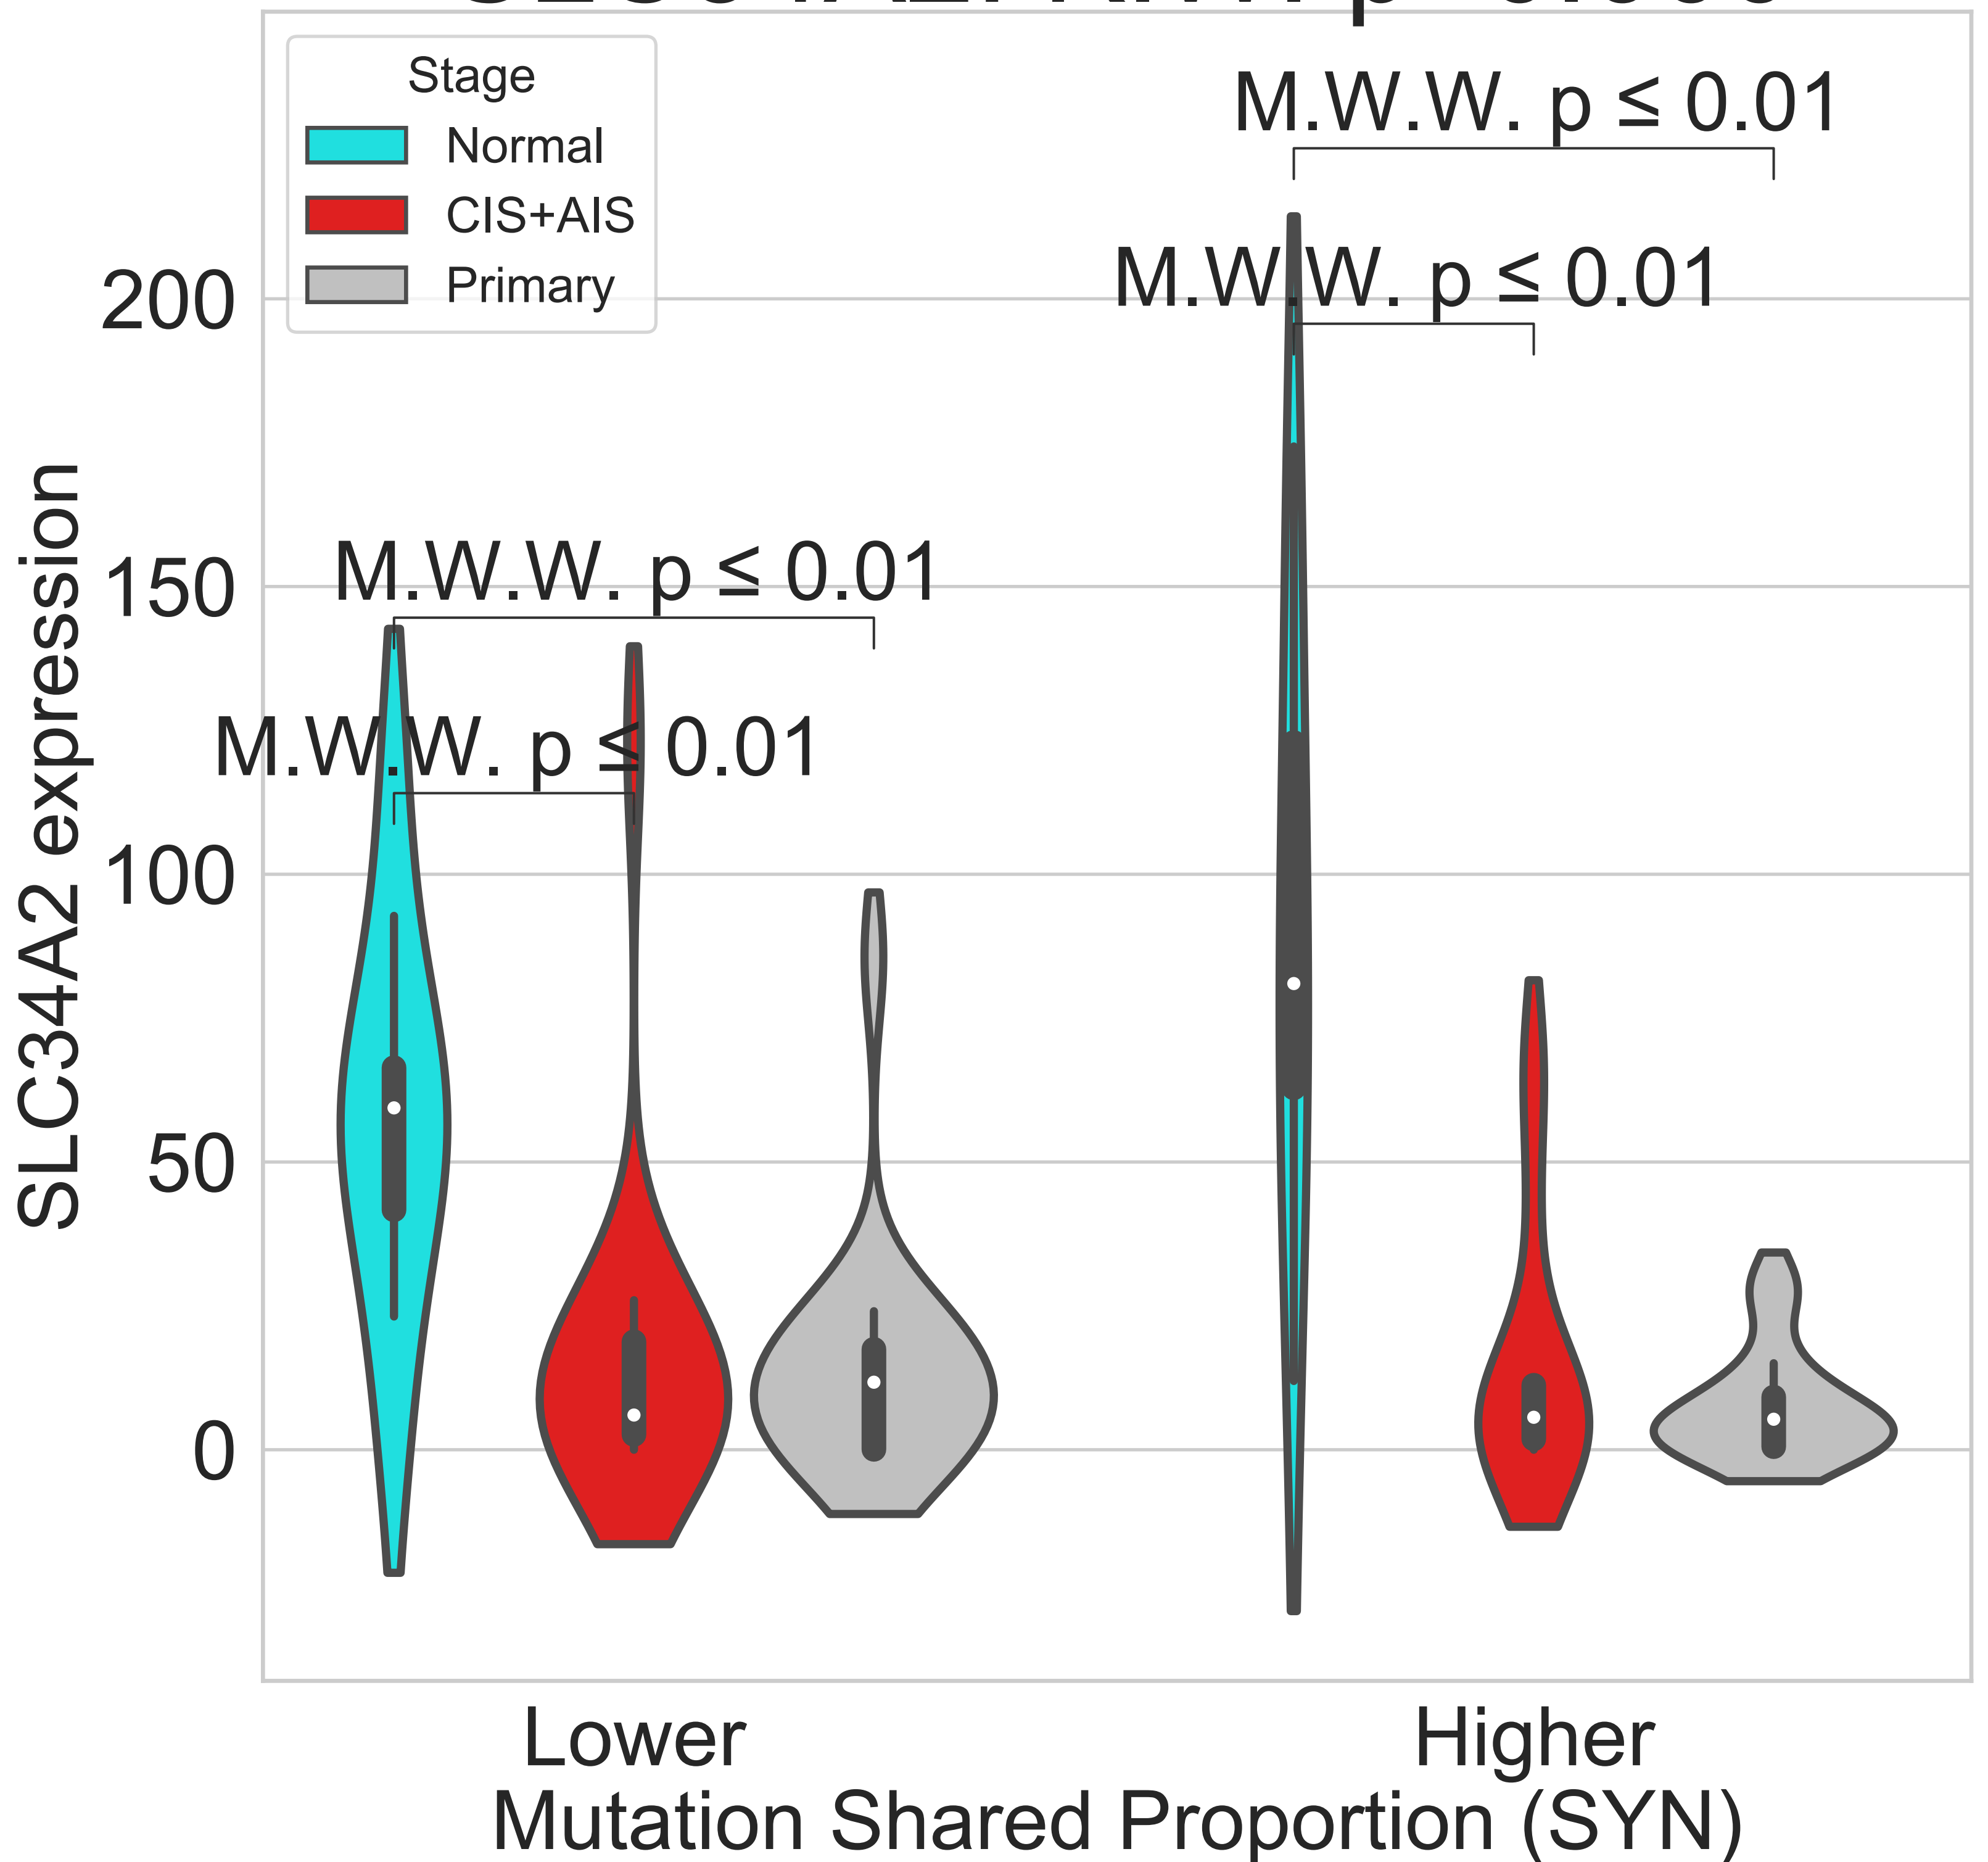 Stage
Normal
CIS+AIS
Primary
M.W.W. p ≤ 0.01
M.W.W. p ≤ 0.01
M.W.W. p ≤ 0.01
M.W.W. p ≤ 0.01
SLC34A2 expression
200
150
100
50
0
Lower
Higher
Mutation Shared Proportion (SYN)